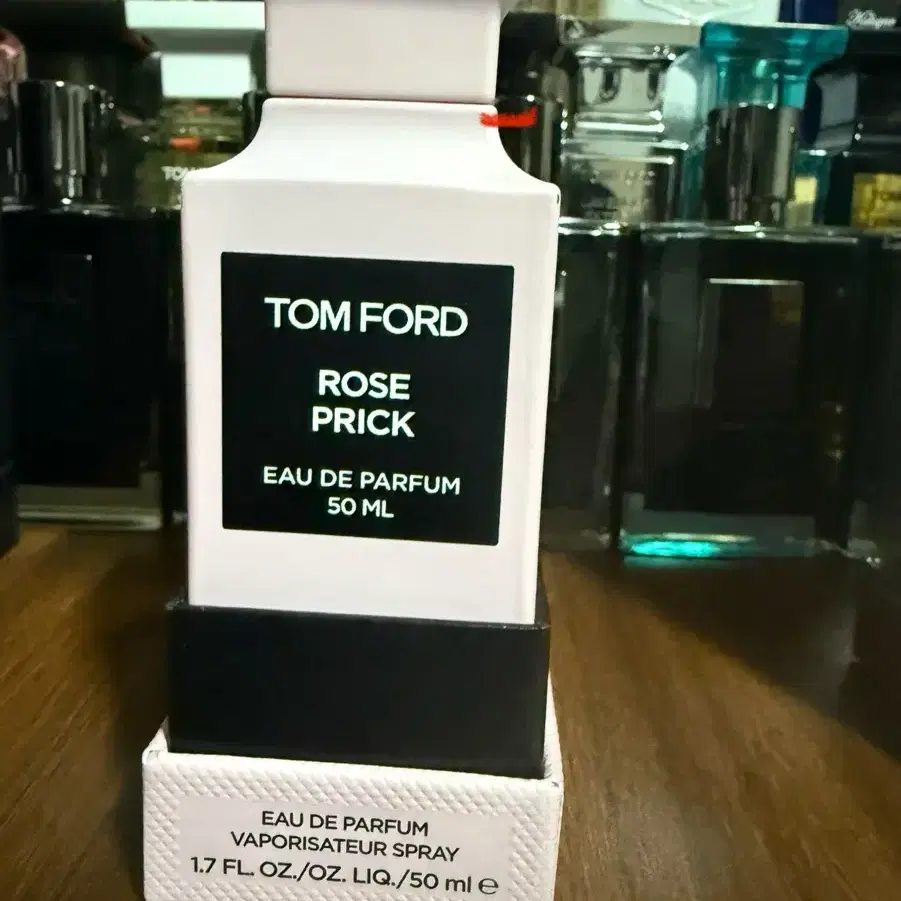 TOM FORD
ROSE
PRICK
EAU DE PARFUM
50 ML
EAU DE PARFUM
VAPORISATEUR SPRAY
1.7 FL. OZ./OZ. LIQ./50 ml ℮